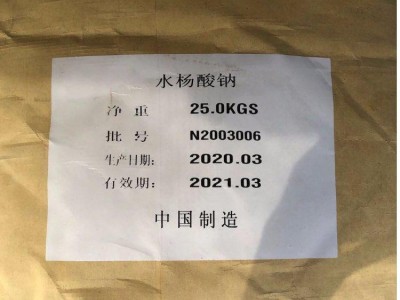 水杨酸钠
净 重 25.0KGS
批 号 N2003006
生产日期: 2020.03
有效期: 2021.03
中国制造